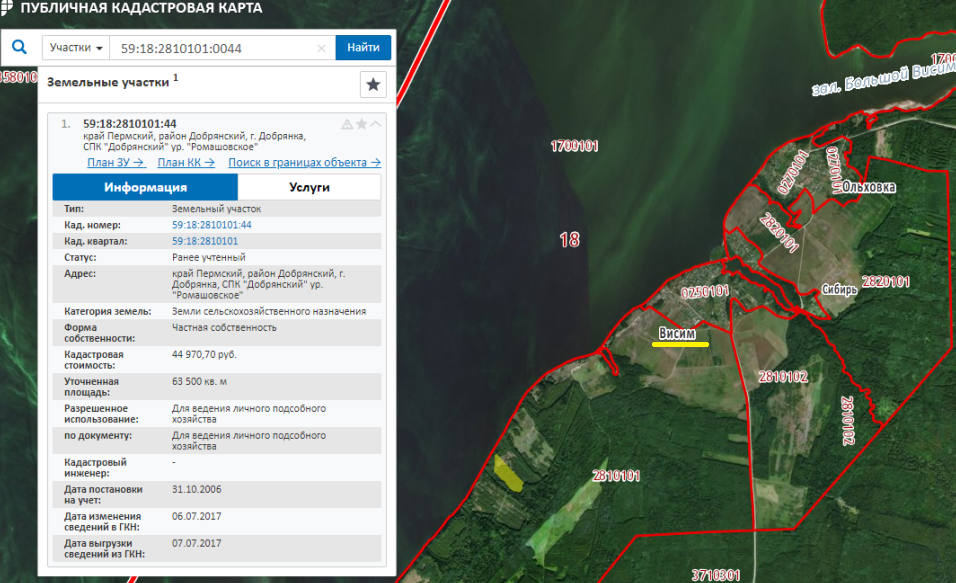 ПУБЛИЧНАЯ КАДАСТРОВАЯ КАРТА
Участки
59:18:2810101:0044
×
Найти
580101
Земельные участки 1
1.
59:18:2810101:44
край Пермский, район Добрянский, г. Добрянка,
СПК "Добрянский" ур. "Ромашовское"
План ЗУ → План КК → Поиск в границах объекта →
Информация
Услуги
Тип: Земельный участок
Кад. номер: 59:18:2810101:44
Кад. квартал: 59:18:2810101
Статус: Ранее учтенный
Адрес: край Пермский, район Добрянский, г.
Добрянка, СПК "Добрянский" ур.
"Ромашовское"
Категория земель: Земли сельскохозяйственного назначения
Форма Частная собственность
собственности:
Кадастровая 44 970,70 руб.
стоимость:
Уточненная 63 500 кв. м
площадь:
Разрешенное Для ведения личного подсобного
использование: хозяйства
по документу: Для ведения личного подсобного
хозяйства
Кадастровый -
инженер:
Дата постановки 31.10.2006
на учет:
Дата изменения 06.07.2017
сведений в ГКН:
Дата выгрузки 07.07.2017
сведений из ГКН:
1700
зал. Большой Висим
1700101
0270101
0270101
Ольховка
18
2820101
2820101
Сибирь
0250101
Висим
2810102
2810102
2810101
3710301